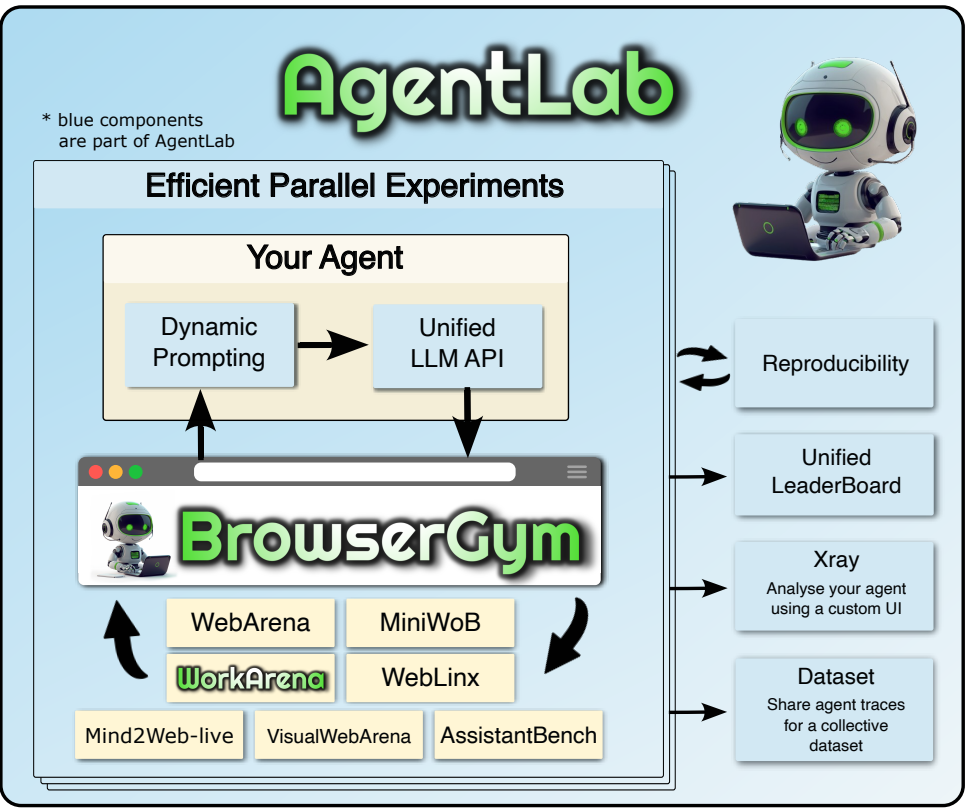 AgentLab
* blue components
are part of AgentLab
Efficient Parallel Experiments
Your Agent
Dynamic
Prompting
Unified
LLM API
BrowserGym
WebArena
MiniWoB
WorkArena
WebLinx
Mind2Web-live
VisualWebArena
AssistantBench
Reproducibility
Unified
LeaderBoard
Xray
Analyse your agent
using a custom UI
Dataset
Share agent traces
for a collective
dataset